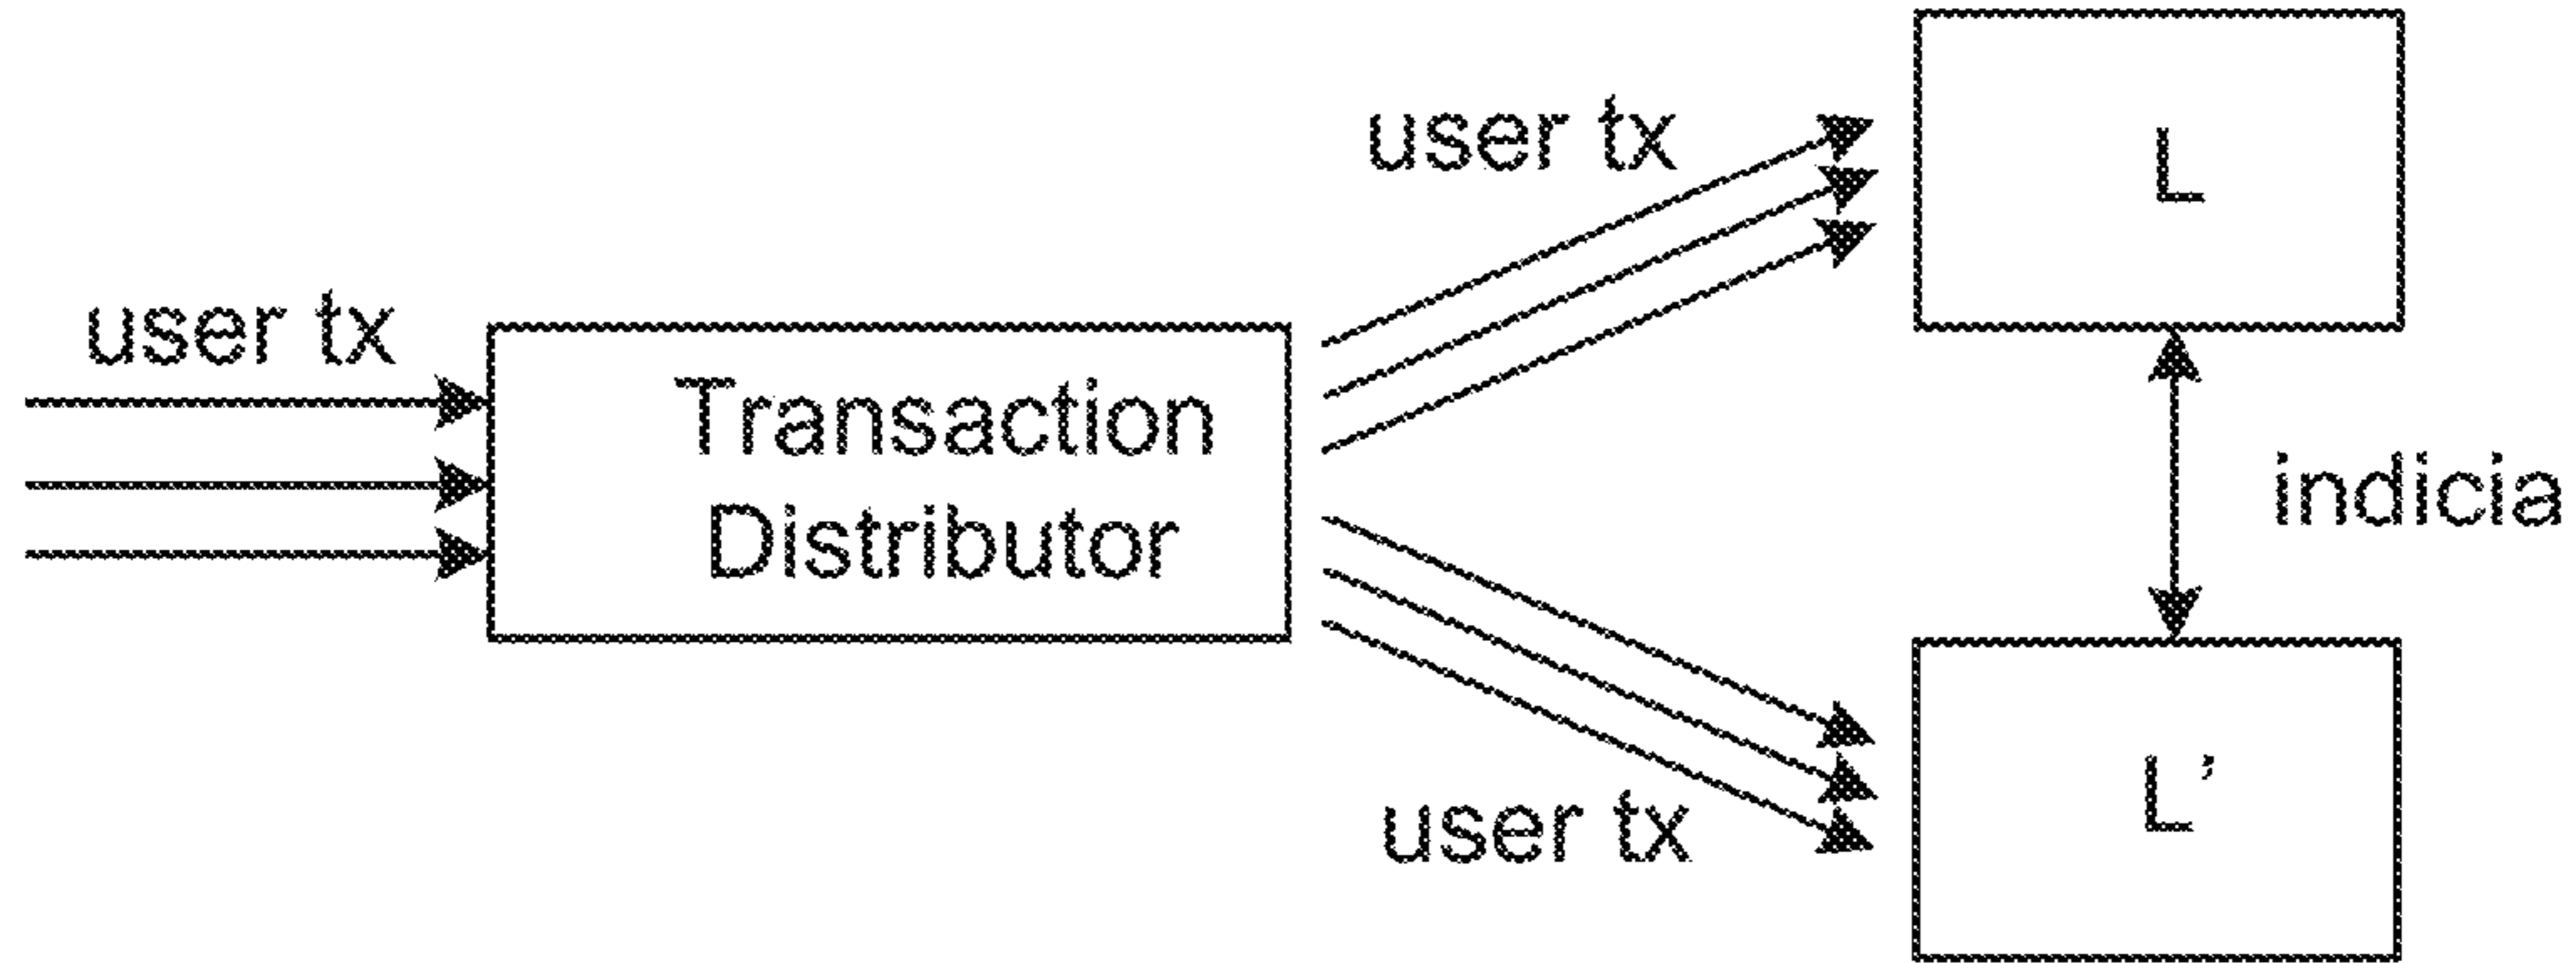 user tx
L
user tx
Transaction
Distributor
indicia
user tx
L'